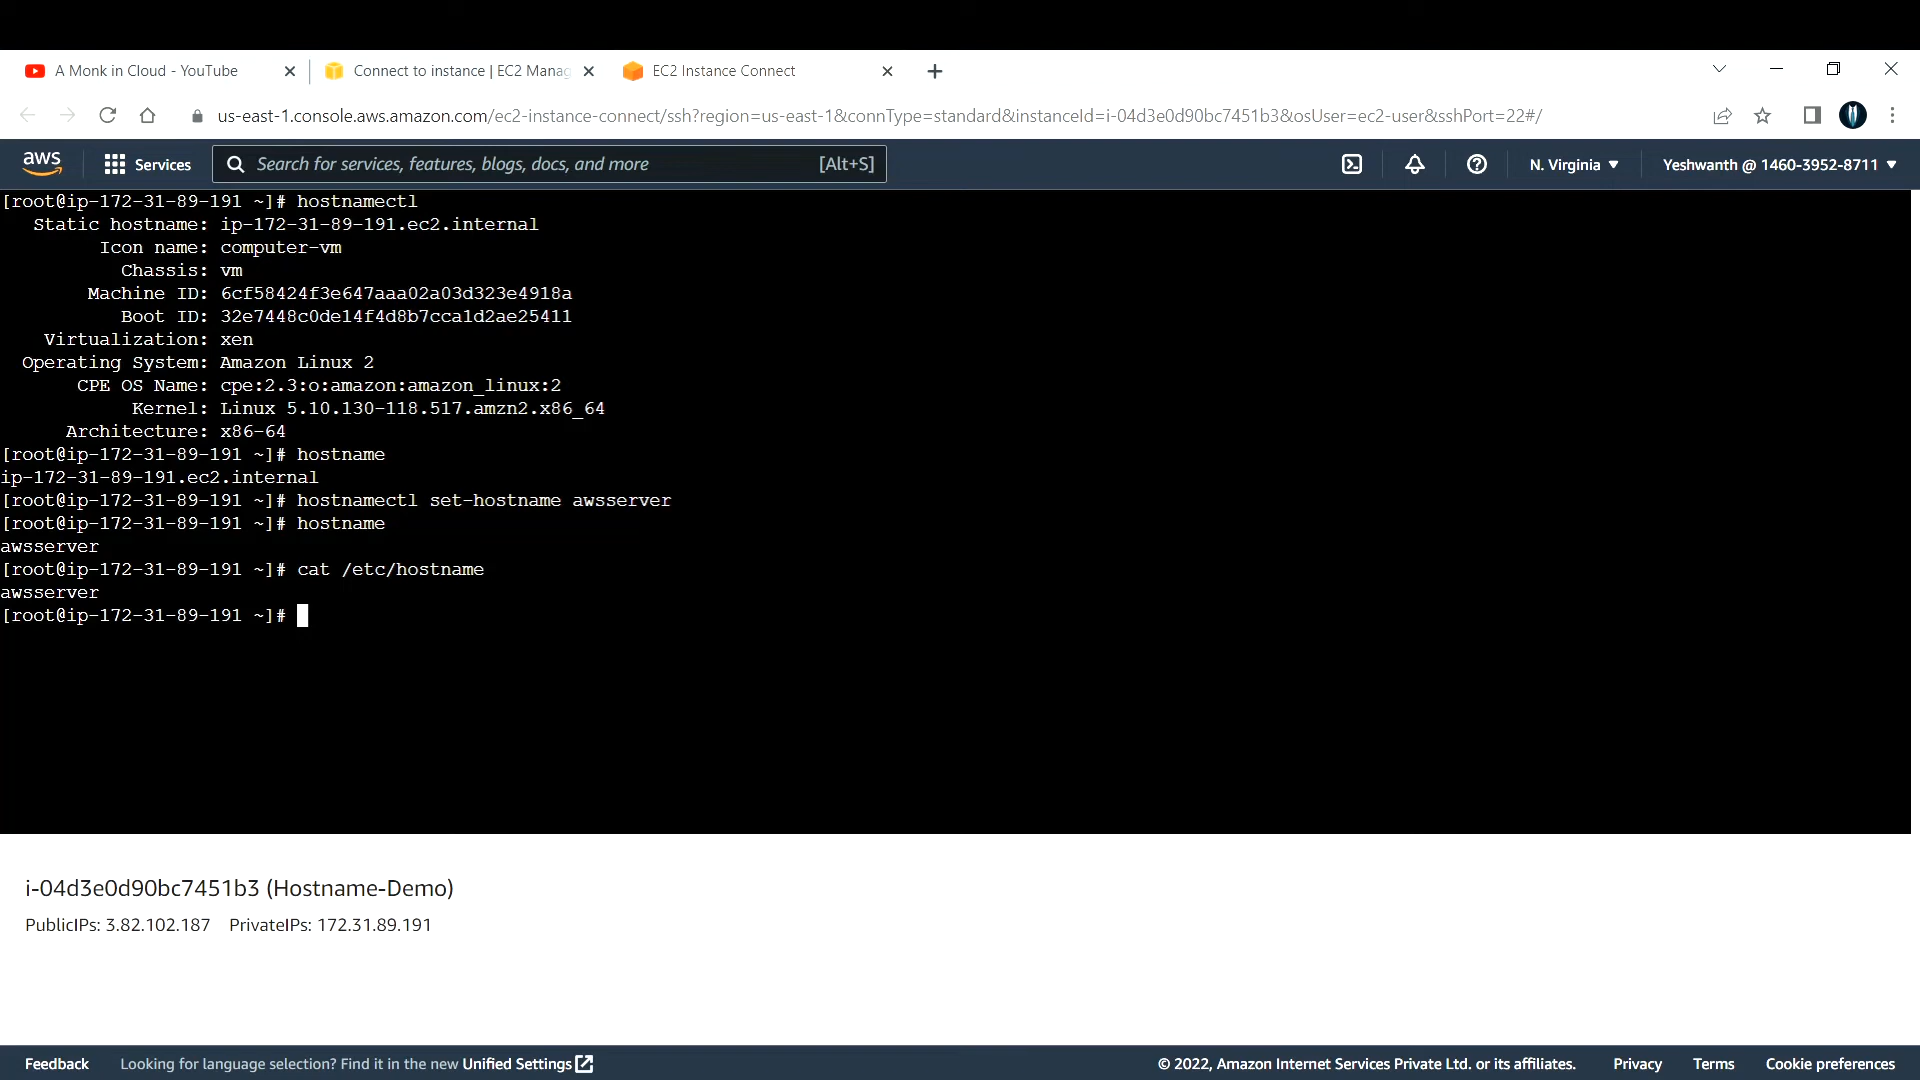 A Monk in Cloud - YouTube
Connect to instance | EC2 Manag
EC2 Instance Connect
us-east-1.console.aws.amazon.com/ec2-instance-connect/ssh?region=us-east-1&connType=standard&instanceId=i-04d3e0d90bc7451b3&osUser=ec2-user&sshPort=22#/
aws
Services
Search for services, features, blogs, docs, and more
[Alt+S]
N. Virginia
Yeshwanth @ 1460-3952-8711
[root@ip-172-31-89-191 ~]# hostnamectl
Static hostname: ip-172-31-89-191.ec2.internal
Icon name: computer-vm
Chassis: vm
Machine ID: 6cf58424f3e647aaa02a03d323e4918a
Boot ID: 32e7448c0de14f4d8b7cca1d2ae25411
Virtualization: xen
Operating System: Amazon Linux 2
CPE OS Name: cpe:2.3:o:amazon:amazon_linux:2
Kernel: Linux 5.10.130-118.517.amzn2.x86_64
Architecture: x86-64
[root@ip-172-31-89-191 ~]# hostname
ip-172-31-89-191.ec2.internal
[root@ip-172-31-89-191 ~]# hostnamectl set-hostname awsserver
[root@ip-172-31-89-191 ~]# hostname
awsserver
[root@ip-172-31-89-191 ~]# cat /etc/hostname
awsserver
[root@ip-172-31-89-191 ~]#
i-04d3e0d90bc7451b3 (Hostname-Demo)
PublicIPs: 3.82.102.187 PrivateIPs: 172.31.89.191
Feedback
Looking for language selection? Find it in the new Unified Settings
© 2022, Amazon Internet Services Private Ltd. or its affiliates.
Privacy
Terms
Cookie preferences